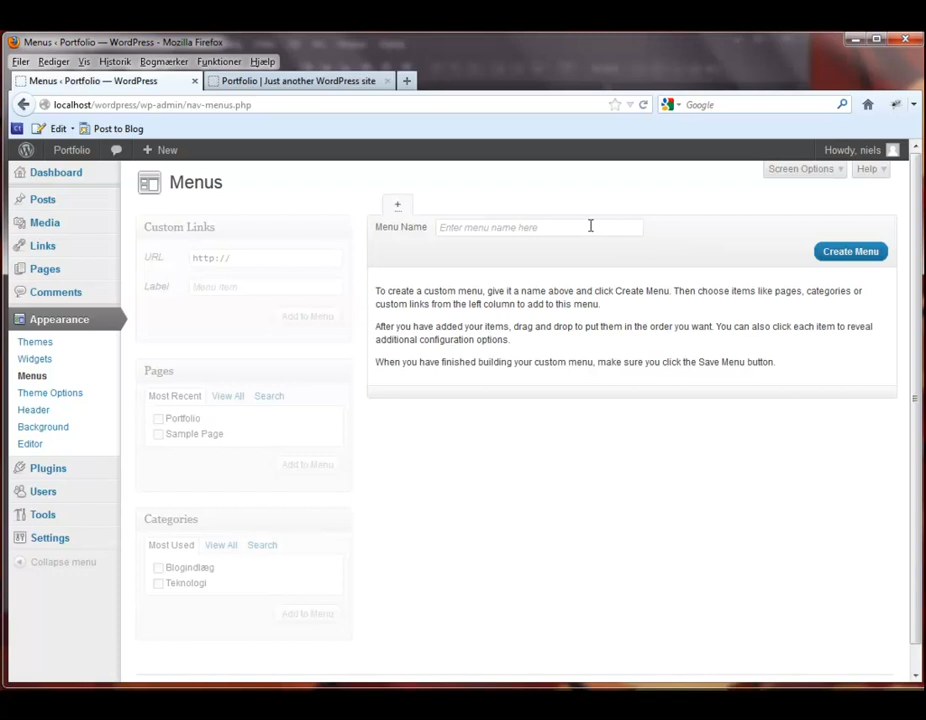 Menus ‹ Portfolio — WordPress - Mozilla Firefox
Filer Rediger Vis Historik Bogmærker Funktioner Hjælp
Menus ‹ Portfolio — WordPress × Portfolio | Just another WordPress site × +
localhost/wordpress/wp-admin/nav-menus.php Google
Edit Post to Blog
Portfolio + New Howdy, niels
Screen Options Help
Dashboard
Posts
Media
Links
Pages
Comments
Appearance
Themes
Widgets
Menus
Theme Options
Header
Background
Editor
Plugins
Users
Tools
Settings
Collapse menu
Menus
Custom Links
URL http://
Label Menu Item
Add to Menu
Pages
Most Recent View All Search
Portfolio
Sample Page
Add to Menu
Categories
Most Used View All Search
Blogindlæg
Teknologi
Add to Menu
+
Menu Name Enter menu name here
Create Menu
To create a custom menu, give it a name above and click Create Menu. Then choose items like pages, categories or
custom links from the left column to add to this menu.
After you have added your items, drag and drop to put them in the order you want. You can also click each item to reveal
additional configuration options.
When you have finished building your custom menu, make sure you click the Save Menu button.